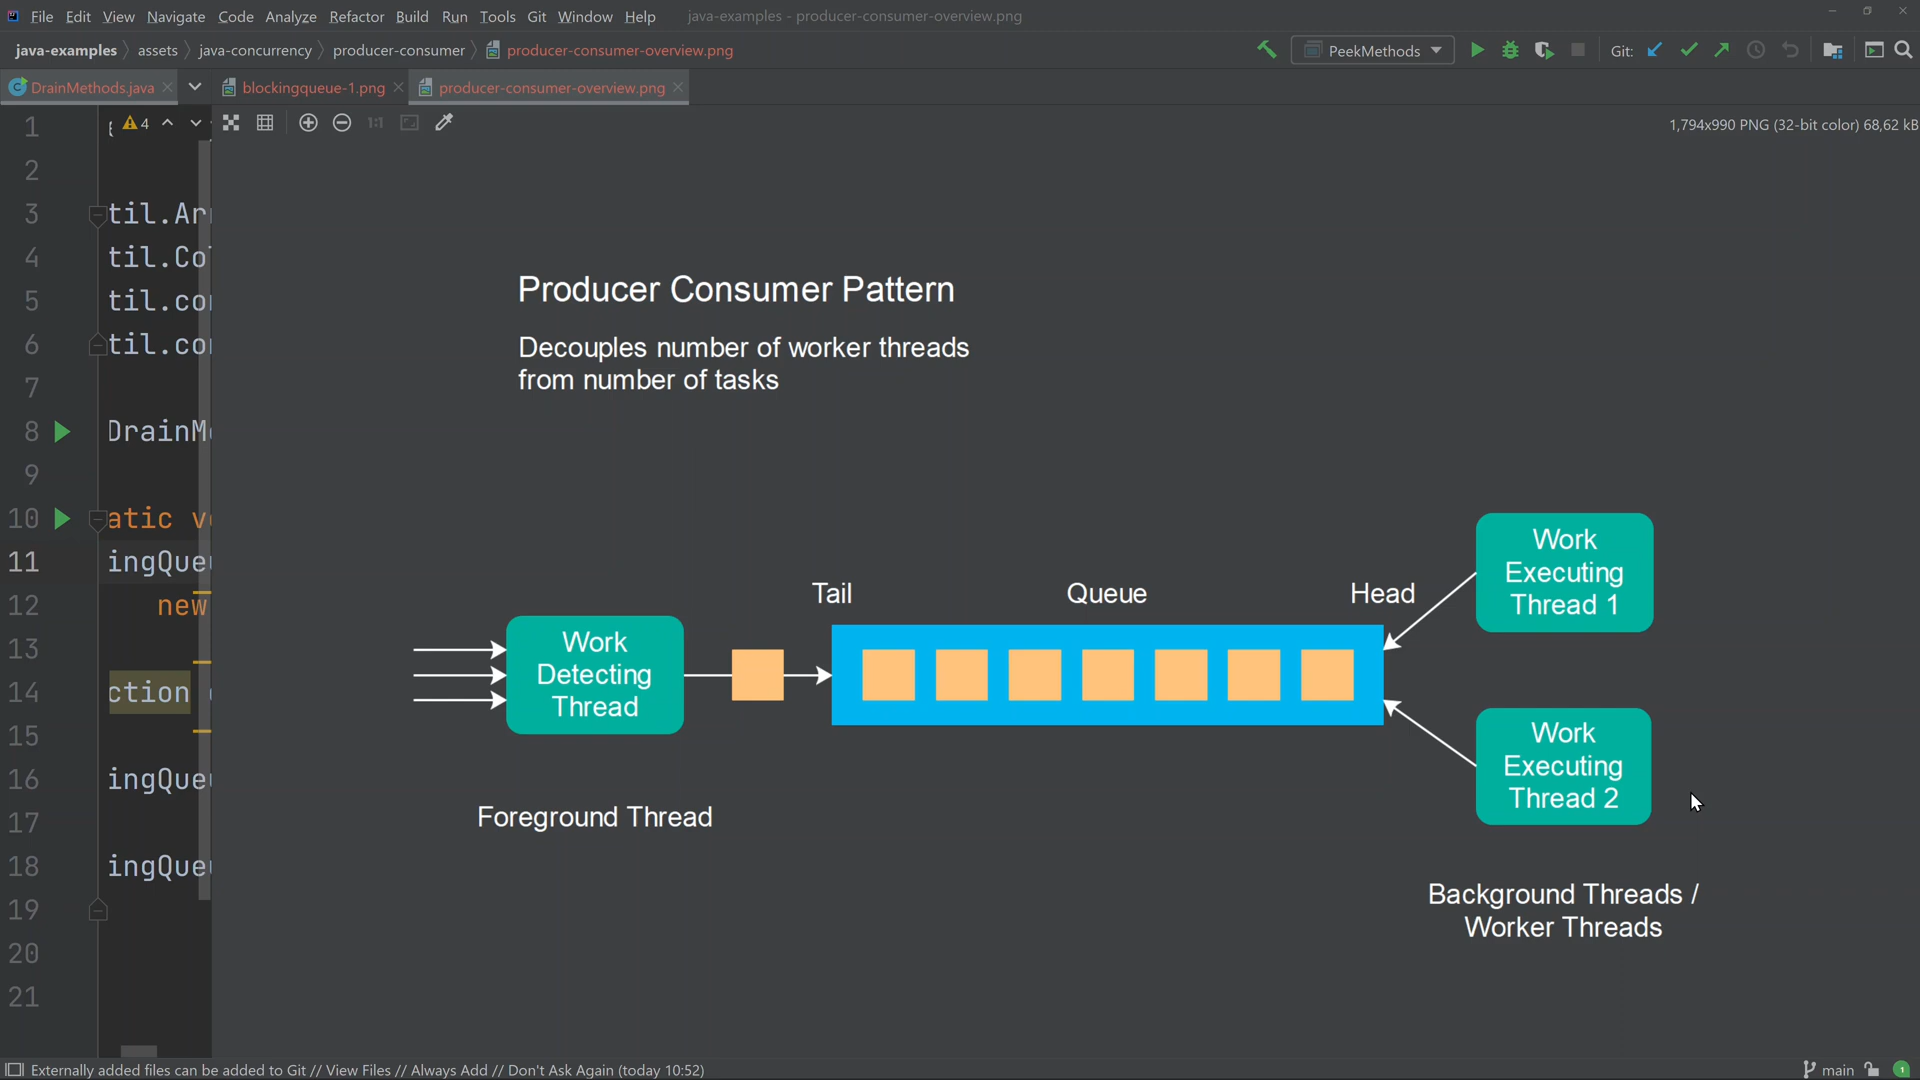 File Edit View Navigate Code Analyze Refactor Build Run Tools Git Window Help java-examples - producer-consumer-overview.png
java-examples assets java-concurrency producer-consumer producer-consumer-overview.png PeekMethods Git:
DrainMethods.java blockingqueue-1.png producer-consumer-overview.png
4 1:1 1,794x990 PNG (32-bit color) 68,62 kB
1
2
3 til.Ar
4 til.Co
5 til.co
6 til.co
7
8 DrainM
9
10 atic v
11 ingQue
12 new
13
14 ction
15
16 ingQue
17
18 ingQue
19
20
21
Producer Consumer Pattern
Decouples number of worker threads
from number of tasks
Tail Queue Head
Work
Detecting
Thread
Work
Executing
Thread 1
Work
Executing
Thread 2
Foreground Thread
Background Threads /
Worker Threads
Externally added files can be added to Git // View Files // Always Add // Don't Ask Again (today 10:52) main 1